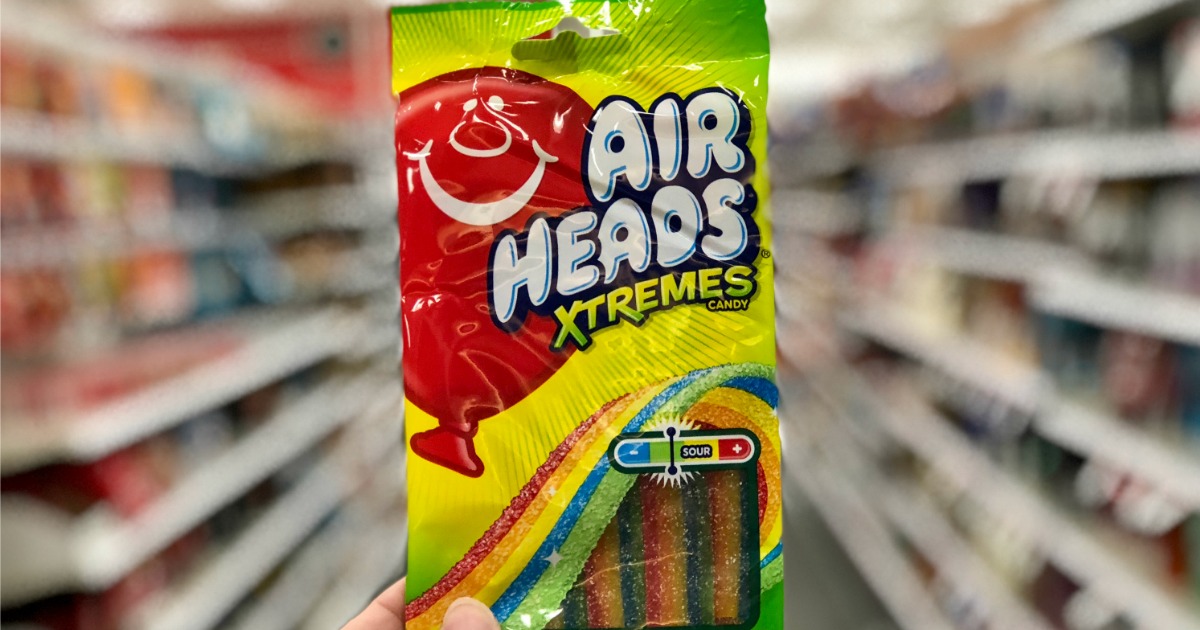 AIR
HEADS®
XTREMES
CANDY
- SOUR +